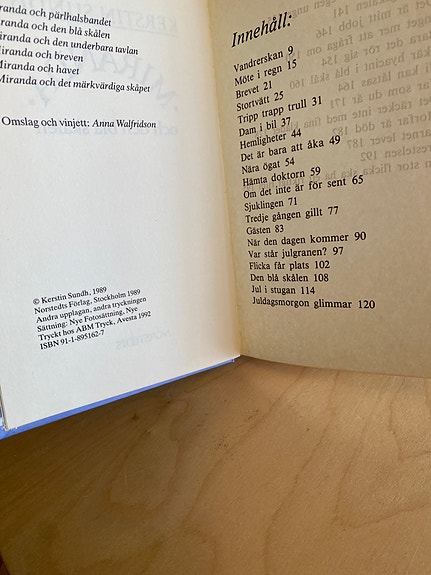 randa och pärlhalsbandet
randa och den blå skålen
iranda och den underbara tavlan
Miranda och breven
Miranda och havet
Miranda och det märkvärdiga skåpet
Omslag och vinjett: Anna Walfridson
© Kerstin Sundh, 1989
Norstedts Förlag, Stockholm 1989
Andra upplagan, andra tryckningen
Sättning: Nye Fotosättning, Nye
Tryckt hos ABM Tryck, Avesta 1992
ISBN 91-1-895162-7
Innehåll:
Vandrerskan 9
Möte i regn 15
Brevet 21
Stortvätt 25
Tripp trapp trull 31
Dam i bil 37
Hemligheter 44
Det är bara att åka 49
Nära ögat 54
Hämta doktorn 59
Om det inte är för sent 65
Sjuklingen 71
Tredje gången gillt 77
Gästen 83
När den dagen kommer 90
Var står julgranen? 97
Flicka får plats 102
Den blå skålen 108
Jul i stugan 114
Juldagsmorgon glimmar 120